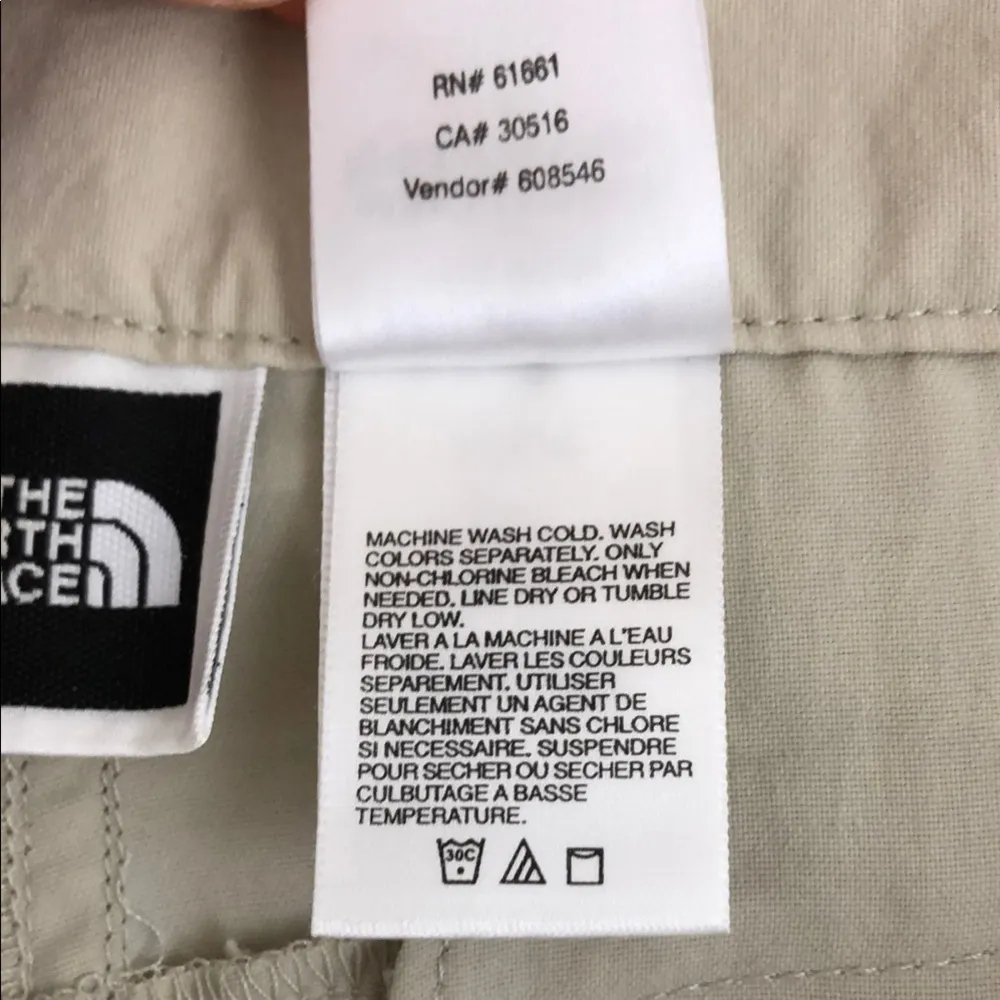 RN# 61661
CA# 30516
Vendor# 608546
THE
RTH
ACE
MACHINE WASH COLD. WASH
COLORS SEPARATELY. ONLY
NON-CHLORINE BLEACH WHEN
NEEDED. LINE DRY OR TUMBLE
DRY LOW.
LAVER A LA MACHINE A L'EAU
FROIDE. LAVER LES COULEURS
SEPAREMENT. UTILISER
SEULEMENT UN AGENT DE
BLANCHIMENT SANS CHLORE
SI NECESSAIRE. SUSPENDRE
POUR SECHER OU SECHER PAR
CULBUTAGE A BASSE
TEMPERATURE.
30C